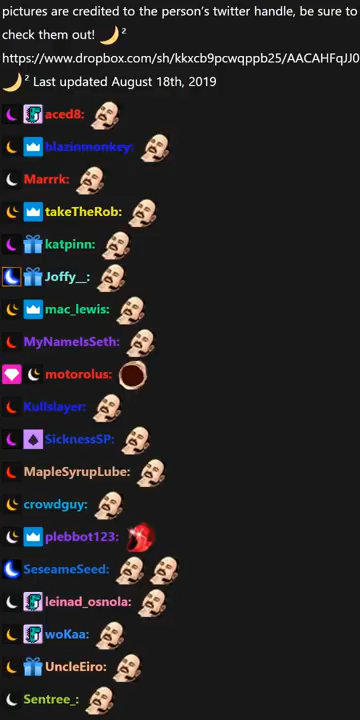 pictures are credited to the person's twitter handle, be sure to
check them out! 🌙²
https://www.dropbox.com/sh/kkxcb9pcwqppb25/AACAHFqJJ0
🌙² Last updated August 18th, 2019
aced8:
blazinmonkey:
Marrrk:
takeTheRob:
katpinn:
Joffy__:
mac_lewis:
MyNameIsSeth:
motorolus:
Kullslayer:
SicknessSP:
MapleSyrupLube:
crowdguy:
plebbot123:
SeseameSeed:
leinad_osnola:
woKaa:
UncleEiro:
Sentree_: